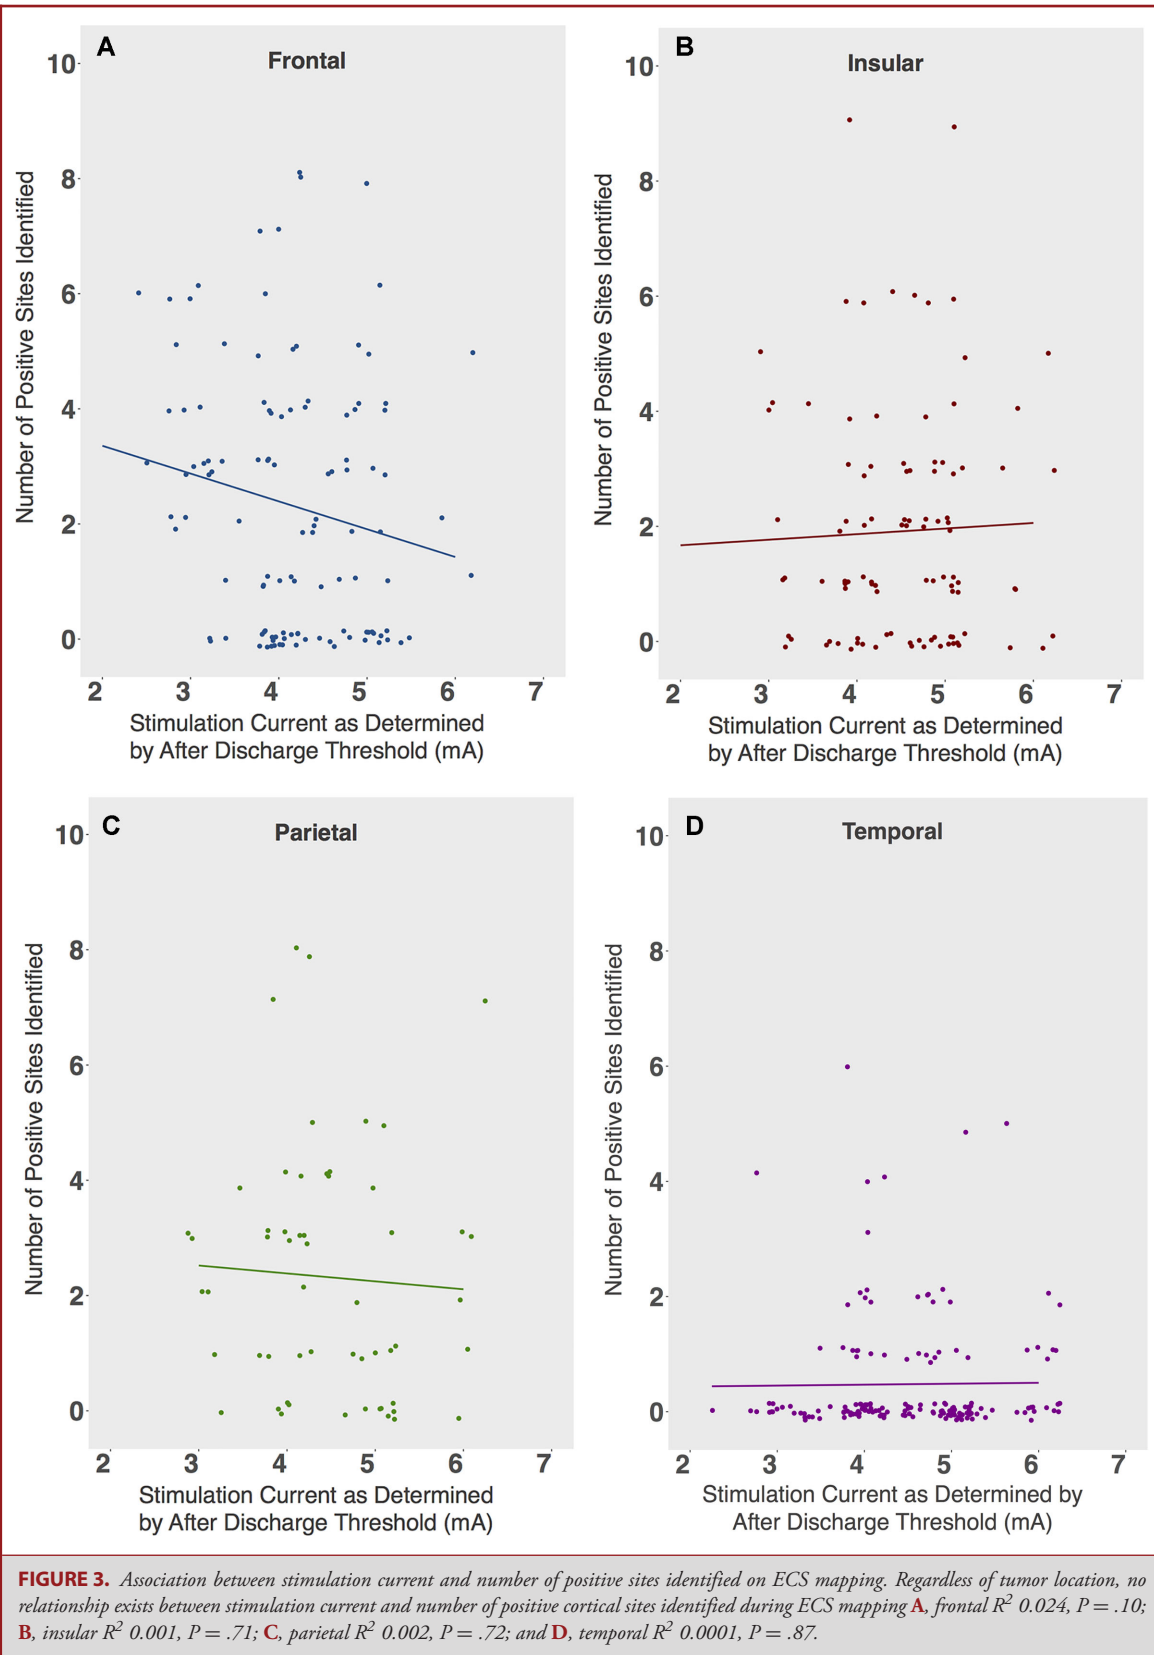 A
Frontal
10
8
6
4
2
0
Number of Positive Sites Identified
2 3 4 5 6 7
Stimulation Current as Determined
by After Discharge Threshold (mA)
B
Insular
10
8
6
4
2
0
Number of Positive Sites Identified
2 3 4 5 6 7
Stimulation Current as Determined
by After Discharge Threshold (mA)
C
Parietal
10
8
6
4
2
0
Number of Positive Sites Identified
2 3 4 5 6 7
Stimulation Current as Determined
by After Discharge Threshold (mA)
D
Temporal
10
8
6
4
2
0
Number of Positive Sites Identified
2 3 4 5 6 7
Stimulation Current as Determined by
After Discharge Threshold (mA)
FIGURE 3. Association between stimulation current and number of positive sites identified on ECS mapping. Regardless of tumor location, no
relationship exists between stimulation current and number of positive cortical sites identified during ECS mapping A, frontal R² 0.024, P = .10;
B, insular R² 0.001, P = .71; C, parietal R² 0.002, P = .72; and D, temporal R² 0.0001, P = .87.